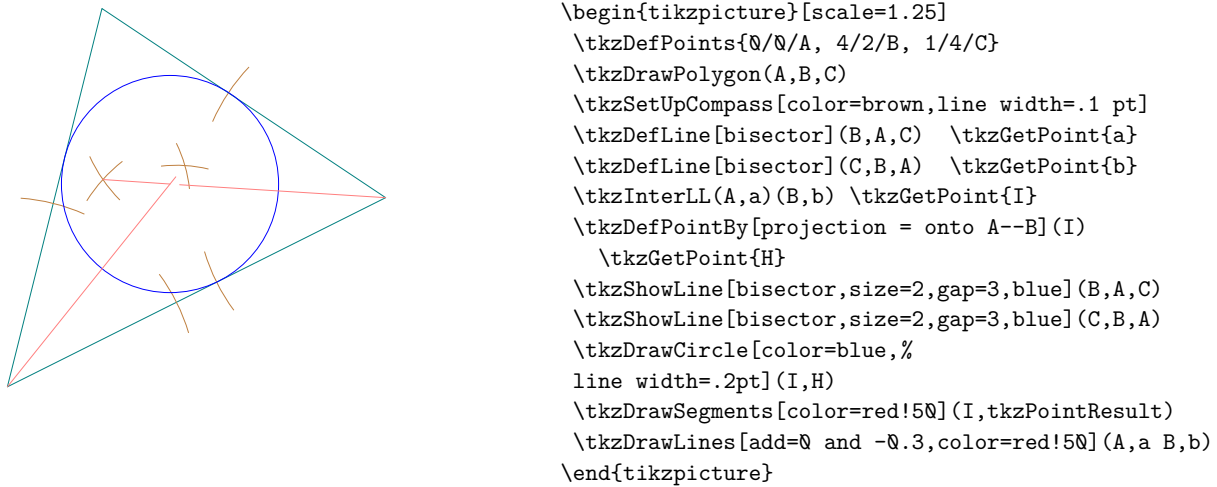 \begin{tikzpicture}[scale=1.25]
 \tkzDefPoints{0/0/A, 4/2/B, 1/4/C}
 \tkzDrawPolygon(A,B,C)
 \tkzSetUpCompass[color=brown,line width=.1 pt]
 \tkzDefLine[bisector](B,A,C)  \tkzGetPoint{a}
 \tkzDefLine[bisector](C,B,A)  \tkzGetPoint{b}
 \tkzInterLL(A,a)(B,b) \tkzGetPoint{I}
 \tkzDefPointBy[projection = onto A--B](I)
   \tkzGetPoint{H}
 \tkzShowLine[bisector,size=2,gap=3,blue](B,A,C)
 \tkzShowLine[bisector,size=2,gap=3,blue](C,B,A)
 \tkzDrawCircle[color=blue,%
 line width=.2pt](I,H)
 \tkzDrawSegments[color=red!50](I,tkzPointResult)
 \tkzDrawLines[add=0 and -0.3,color=red!50](A,a B,b)
\end{tikzpicture}